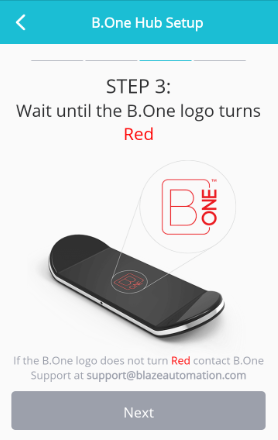 B.One Hub Setup
STEP 3:
Wait until the B.One logo turns
Red
B
ONE
™
B
ONE
If the B.One logo does not turn Red contact B.One
Support at support@blazeautomation.com
Next